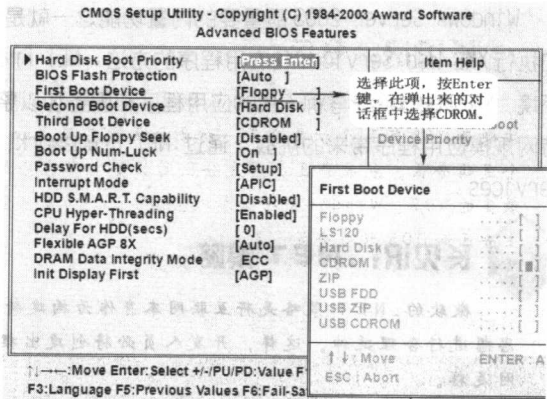 CMOS Setup Utility - Copyright (C) 1984-2003 Award Software
Advanced BIOS Features
Hard Disk Boot Priority [Press Enter]
BIOS Flash Protection [Auto ]
First Boot Device [Floppy ]
Second Boot Device [Hard Disk ]
Third Boot Device [CDROM
Boot Up Floppy Seek [Disabled]
Boot Up Num-Luck [On ]
Password Check [Setup]
Interrupt Mode [APIC]
HDD S.M.A.R.T. Capability [Disabled]
CPU Hyper-Threading [Enabled]
Delay For HDD(secs) [ 0]
Flexible AGP 8X [Auto]
DRAM Data Integrity Mode ECC
Init Display First [AGP]
Item Help
选择此项，按Enter
键，在弹出来的对
话框中选择CDROM.
Boot
Device Priority
First Boot Device
Floppy ..... [ ]
LS120 ..... [ ]
Hard Disk ..... [ ]
CDROM ..... [■]
ZIP ..... [ ]
USB FDD ..... [ ]
USB ZIP ..... [ ]
USB CDROM ..... [ ]
↑↓: Move ENTER: A
ESC: Abort
↑↓→←:Move Enter:Select +/-/PU/PD:Value F
F3:Language F5:Previous Values F6:Fail-Sa